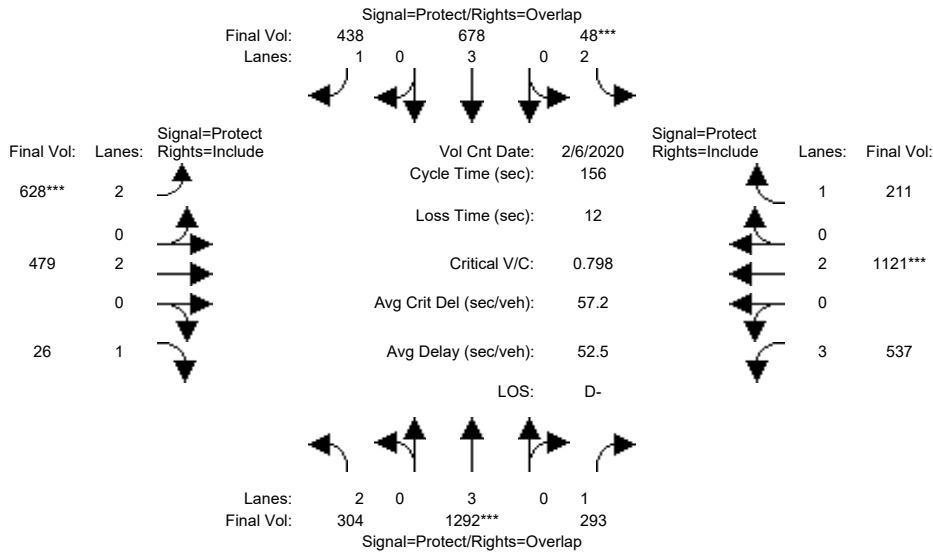 Signal=Protect/Rights=Overlap
Final Vol: 438 678 48***
Lanes: 1 0 3 0 2
Signal=Protect
Final Vol: Lanes: Rights=Include
Vol Cnt Date: 2/6/2020
Signal=Protect
Rights=Include Lanes: Final Vol:
Cycle Time (sec): 156
628*** 2
1 211
Loss Time (sec): 12
0
0
479 2
Critical V/C: 0.798
2 1121***
0
Avg Crit Del (sec/veh): 57.2
0
26 1
Avg Delay (sec/veh): 52.5
3 537
LOS: D-
Lanes: 2 0 3 0 1
Final Vol: 304 1292*** 293
Signal=Protect/Rights=Overlap